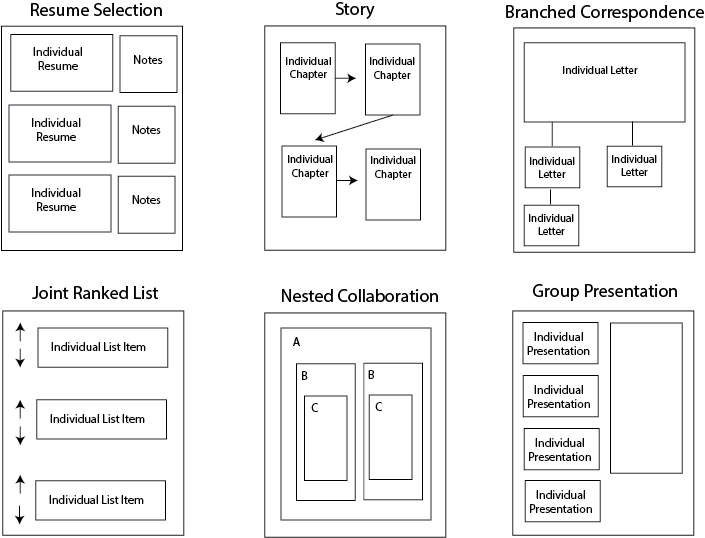 Resume Selection
Individual
Resume
Notes
Individual
Resume
Notes
Individual
Resume
Notes
Story
Individual
Chapter
Individual
Chapter
Individual
Chapter
Individual
Chapter
Branched Correspondence
Individual Letter
Individual
Letter
Individual
Letter
Individual
Letter
Joint Ranked List
Individual List Item
Individual List Item
Individual List Item
Nested Collaboration
A
B
C
B
C
Group Presentation
Individual
Presentation
Individual
Presentation
Individual
Presentation
Individual
Presentation